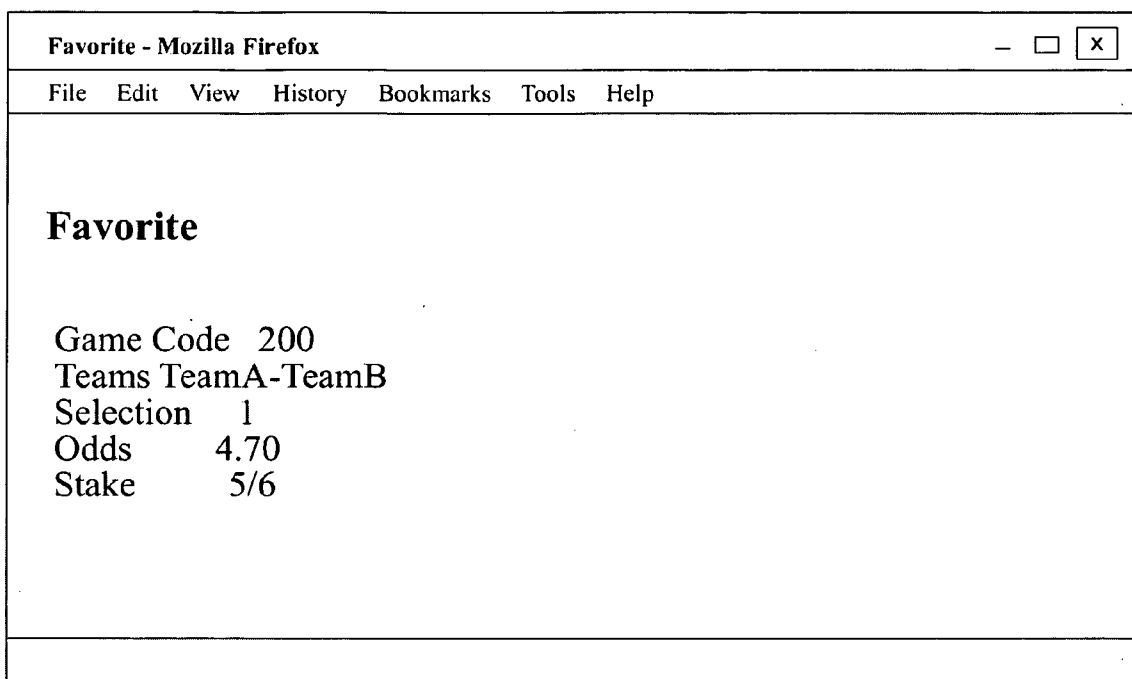 Favorite - Mozilla Firefox – □ X
File Edit View History Bookmarks Tools Help
Favorite
Game Code 200
Teams TeamA-TeamB
Selection 1
Odds 4.70
Stake 5/6